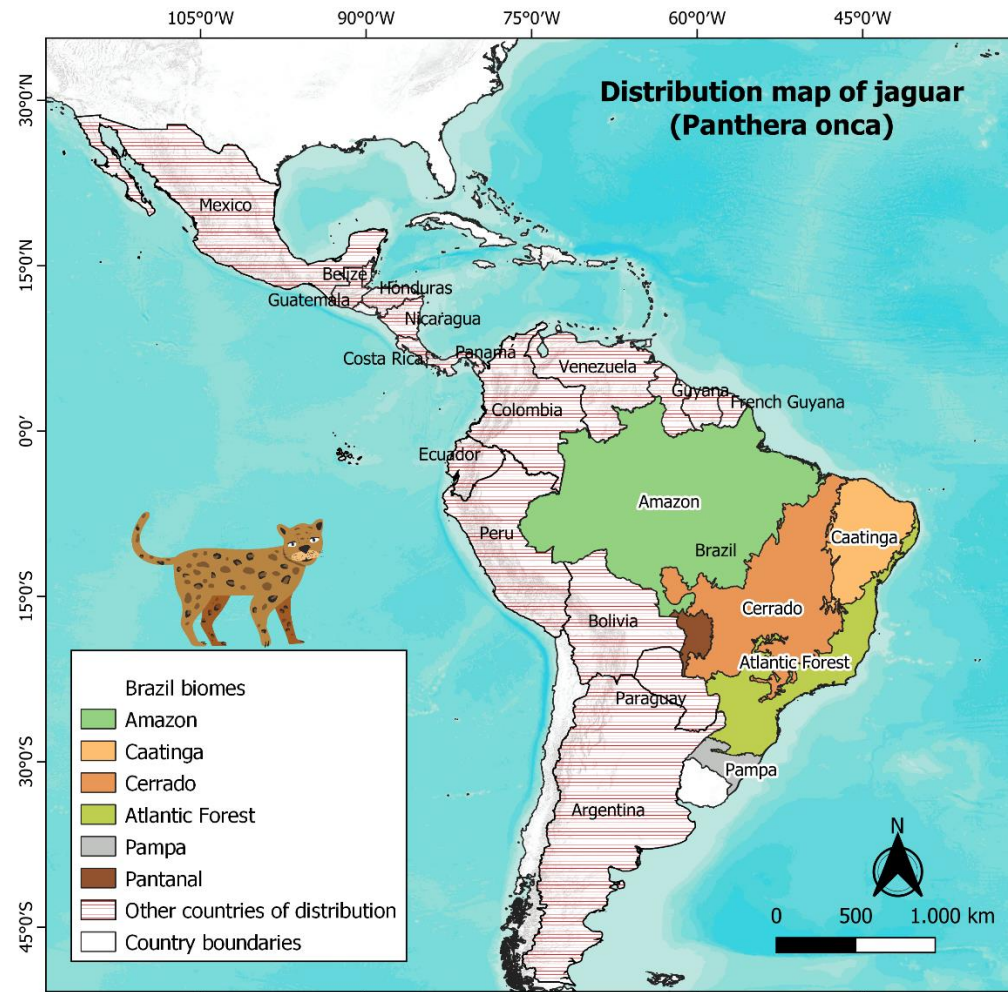 105°0'W 90°0'W 75°0'W 60°0'W 45°0'W
30°0'N
15°0'N
0°0'
15°0'S
30°0'S
45°0'S
Distribution map of jaguar
(Panthera onca)
Mexico
Belize
Guatemala
Honduras
Nicaragua
Costa Rica
Panamá
Venezuela
Guyana
French Guyana
Colombia
Ecuador
Amazon
Peru
Brazil
Caatinga
Cerrado
Bolivia
Atlantic Forest
Paraguay
Pampa
Argentina
Brazil biomes
Amazon
Caatinga
Cerrado
Atlantic Forest
Pampa
Pantanal
Other countries of distribution
Country boundaries
N
0 500 1.000 km